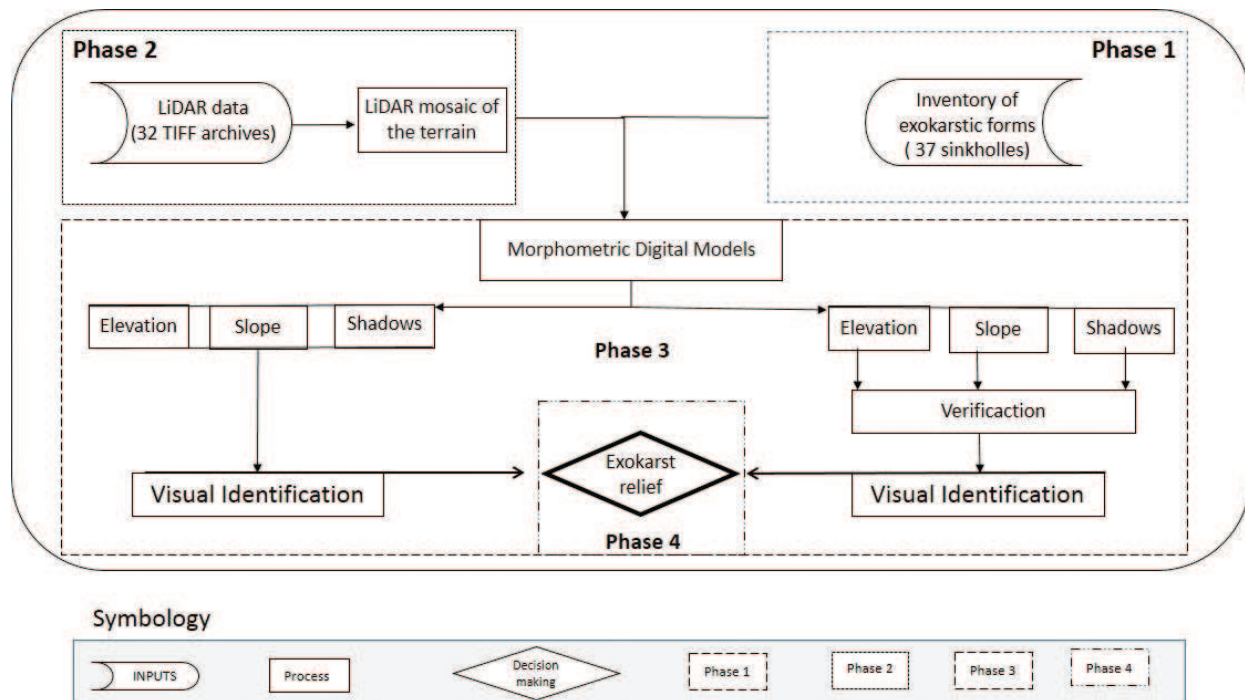 Phase 2
LiDAR data
(32 TIFF archives)
LiDAR mosaic of
the terrain
Phase 1
Inventory of
exokarstic forms
( 37 sinkholles)
Morphometric Digital Models
Elevation
Slope
Shadows
Elevation
Slope
Shadows
Phase 3
Verificaction
Exokarst
relief
Visual Identification
Visual Identification
Phase 4
Symbology
INPUTS
Process
Decision
making
Phase 1
Phase 2
Phase 3
Phase 4